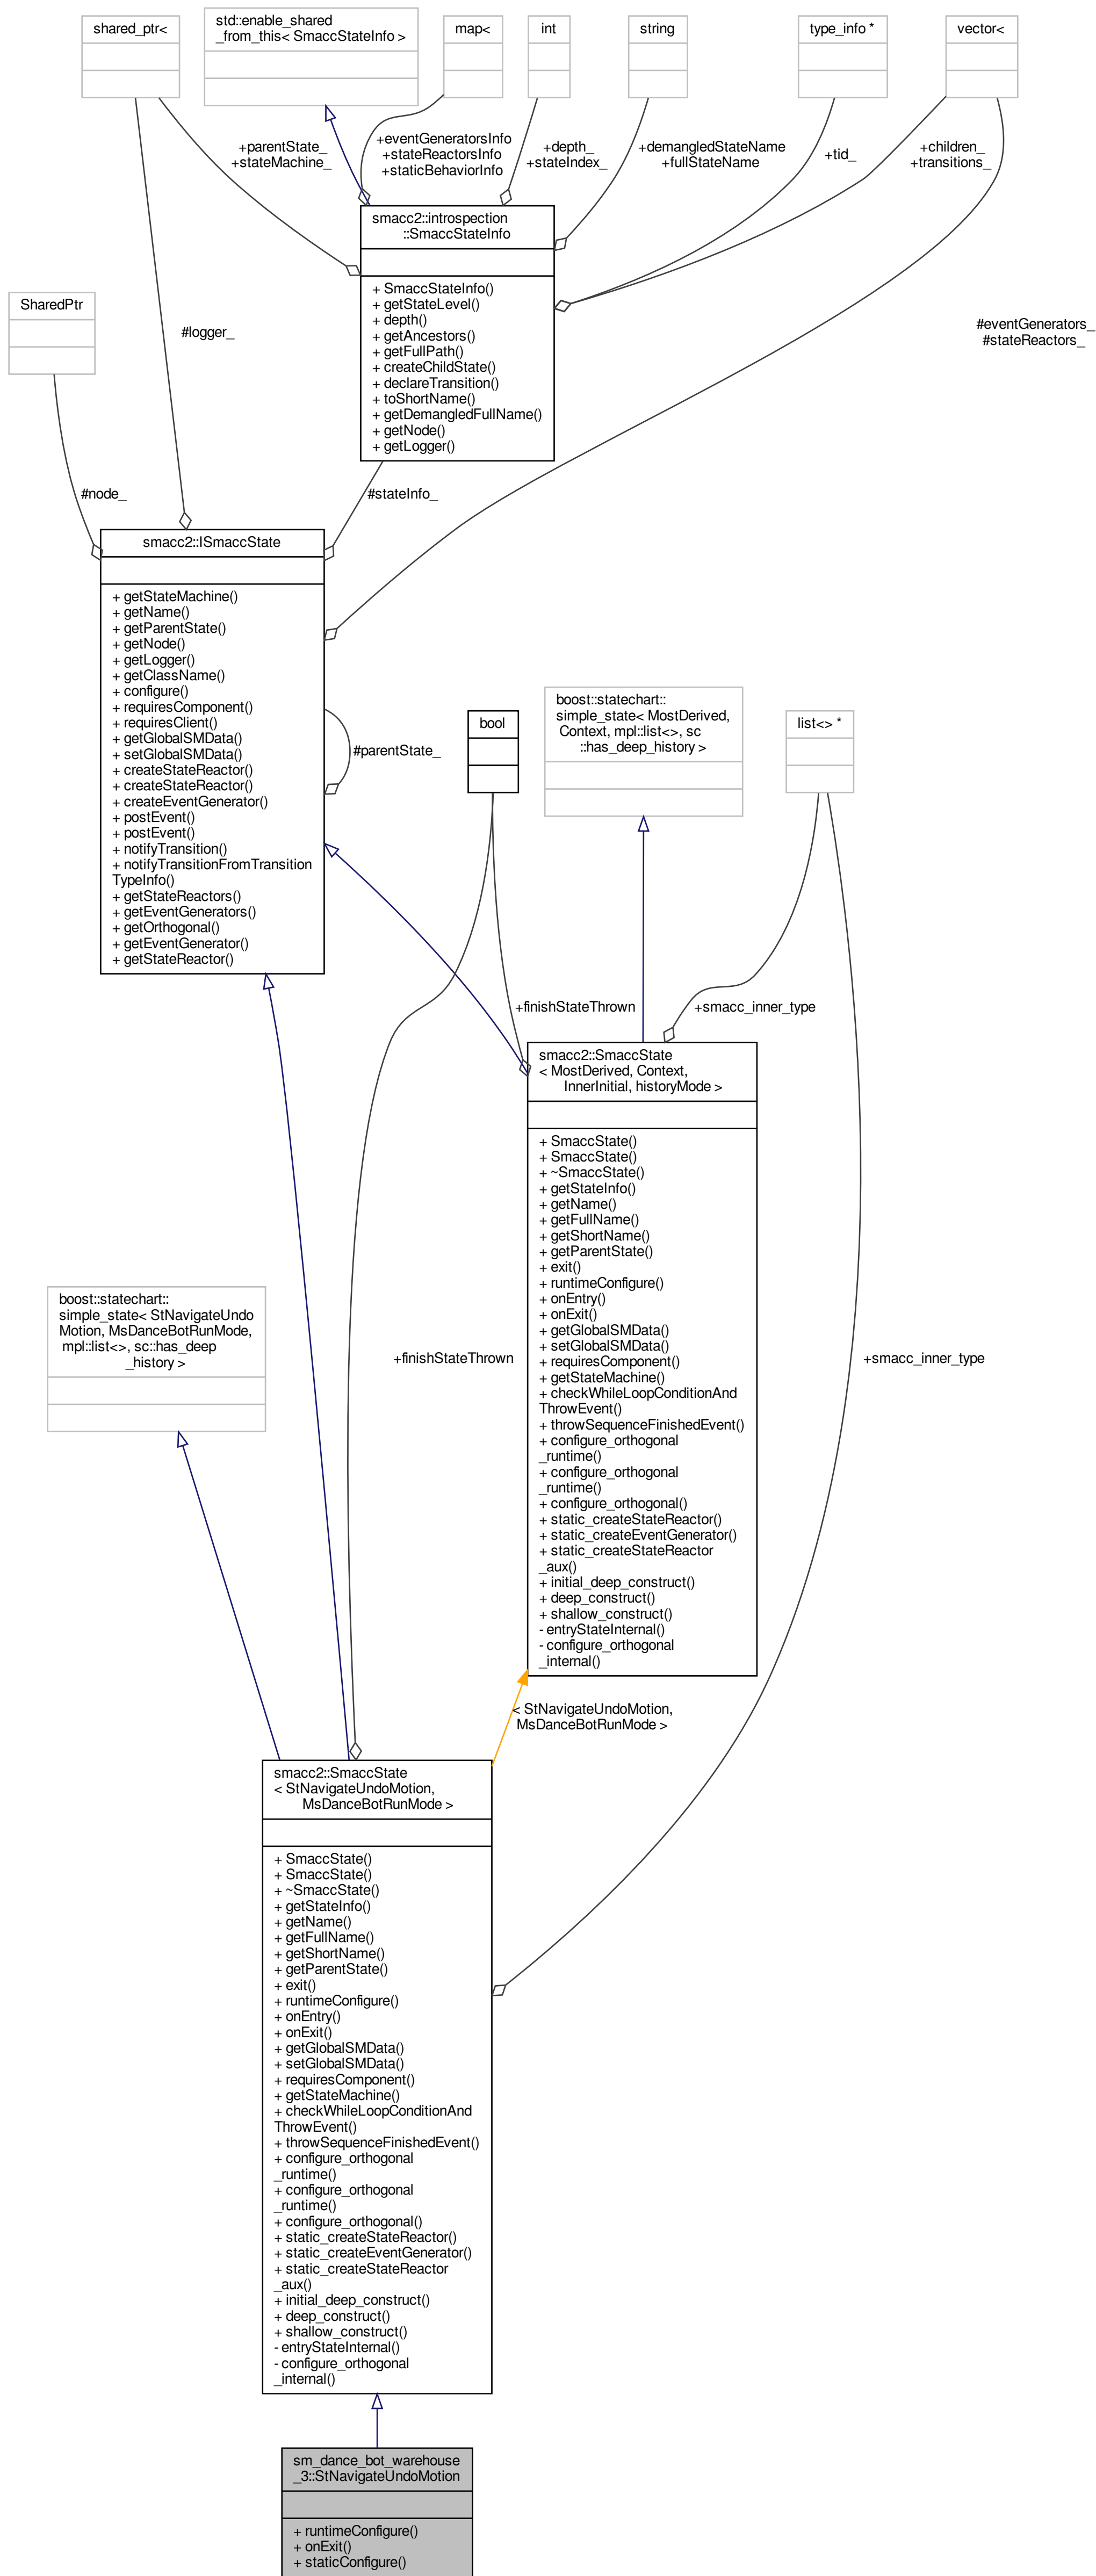 shared_ptr<
std::enable_shared
_from_this< SmaccStateInfo >
map<
int
string
type_info *
vector<
+parentState_
+stateMachine_
+eventGeneratorsInfo
+stateReactorsInfo
+staticBehaviorInfo
+depth_
+stateIndex_
+demangledStateName
+fullStateName
+tid_
+children_
+transitions_
smacc2::introspection
::SmaccStateInfo
+ SmaccStateInfo()
+ getStateLevel()
+ depth()
+ getAncestors()
+ getFullPath()
+ createChildState()
+ declareTransition()
+ toShortName()
+ getDemangledFullName()
+ getNode()
+ getLogger()
SharedPtr
#logger_
#eventGenerators_
#stateReactors_
#node_
#stateInfo_
smacc2::ISmaccState
+ getStateMachine()
+ getName()
+ getParentState()
+ getNode()
+ getLogger()
+ getClassName()
+ configure()
+ requiresComponent()
+ requiresClient()
+ getGlobalSMData()
+ setGlobalSMData()
+ createStateReactor()
+ createStateReactor()
+ createEventGenerator()
+ postEvent()
+ postEvent()
+ notifyTransition()
+ notifyTransitionFromTransition
TypeInfo()
+ getStateReactors()
+ getEventGenerators()
+ getOrthogonal()
+ getEventGenerator()
+ getStateReactor()
#parentState_
bool
boost::statechart::
simple_state< MostDerived,
Context, mpl::list<>, sc
::has_deep_history >
list<> *
+finishStateThrown
+smacc_inner_type
smacc2::SmaccState
< MostDerived, Context,
InnerInitial, historyMode >
+ SmaccState()
+ SmaccState()
+ ~SmaccState()
+ getStateInfo()
+ getName()
+ getFullName()
+ getShortName()
+ getParentState()
+ exit()
+ runtimeConfigure()
+ onEntry()
+ onExit()
+ getGlobalSMData()
+ setGlobalSMData()
+ requiresComponent()
+ getStateMachine()
+ checkWhileLoopConditionAnd
ThrowEvent()
+ throwSequenceFinishedEvent()
+ configure_orthogonal
_runtime()
+ configure_orthogonal
_runtime()
+ configure_orthogonal()
+ static_createStateReactor()
+ static_createEventGenerator()
+ static_createStateReactor
_aux()
+ initial_deep_construct()
+ deep_construct()
+ shallow_construct()
- entryStateInternal()
- configure_orthogonal
_internal()
boost::statechart::
simple_state< StNavigateUndo
Motion, MsDanceBotRunMode,
mpl::list<>, sc::has_deep
_history >
+finishStateThrown
+smacc_inner_type
< StNavigateUndoMotion,
MsDanceBotRunMode >
smacc2::SmaccState
< StNavigateUndoMotion,
MsDanceBotRunMode >
+ SmaccState()
+ SmaccState()
+ ~SmaccState()
+ getStateInfo()
+ getName()
+ getFullName()
+ getShortName()
+ getParentState()
+ exit()
+ runtimeConfigure()
+ onEntry()
+ onExit()
+ getGlobalSMData()
+ setGlobalSMData()
+ requiresComponent()
+ getStateMachine()
+ checkWhileLoopConditionAnd
ThrowEvent()
+ throwSequenceFinishedEvent()
+ configure_orthogonal
_runtime()
+ configure_orthogonal
_runtime()
+ configure_orthogonal()
+ static_createStateReactor()
+ static_createEventGenerator()
+ static_createStateReactor
_aux()
+ initial_deep_construct()
+ deep_construct()
+ shallow_construct()
- entryStateInternal()
- configure_orthogonal
_internal()
sm_dance_bot_warehouse
_3::StNavigateUndoMotion
+ runtimeConfigure()
+ onExit()
+ staticConfigure()